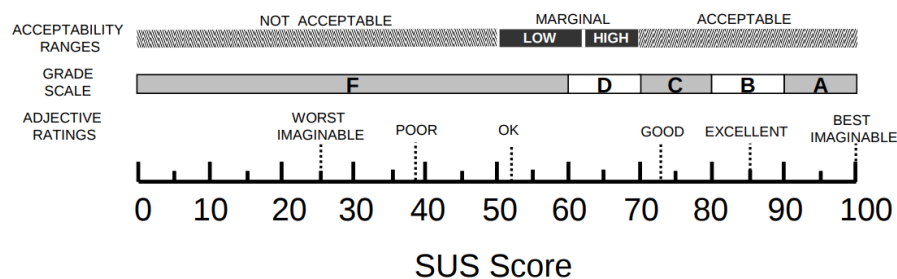 NOT ACCEPTABLE MARGINAL ACCEPTABLE
ACCEPTABILITY
RANGES
LOW HIGH
GRADE
SCALE
F D C B A
ADJECTIVE
RATINGS
WORST
IMAGINABLE
POOR
OK
GOOD
EXCELLENT
BEST
IMAGINABLE
0 10 20 30 40 50 60 70 80 90 100
SUS Score